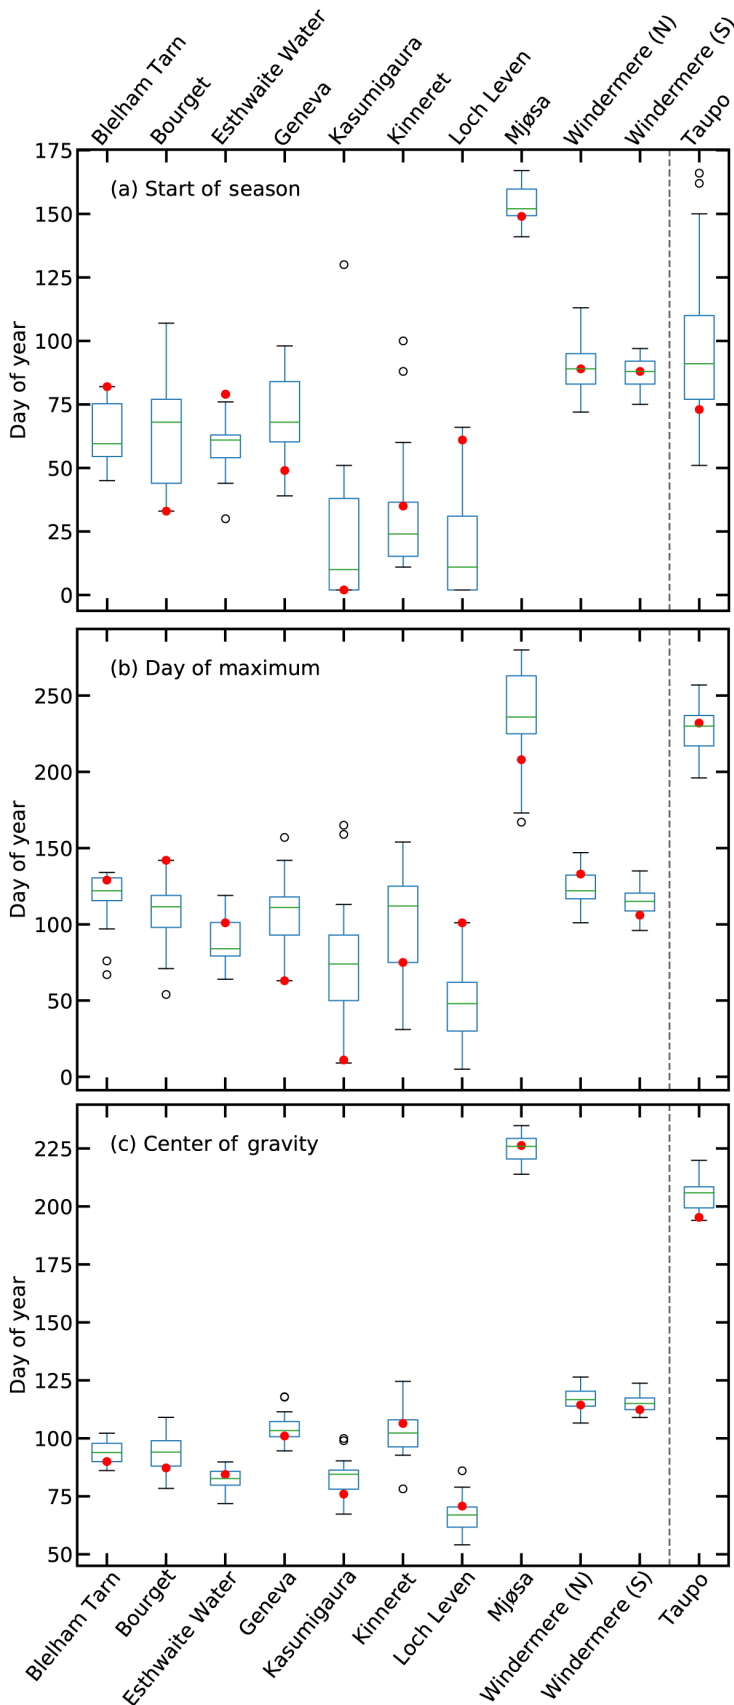 Blelham Tarn
Bourget
Esthwaite Water
Geneva
Kasumigaura
Kinneret
Loch Leven
Mjøsa
Windermere (N)
Windermere (S)
Taupo
(a) Start of season
Day of year
175
150
125
100
75
50
25
0
(b) Day of maximum
Day of year
250
200
150
100
50
0
(c) Center of gravity
Day of year
225
200
175
150
125
100
75
50
Blelham Tarn
Bourget
Esthwaite Water
Geneva
Kasumigaura
Kinneret
Loch Leven
Mjøsa
Windermere (N)
Windermere (S)
Taupo